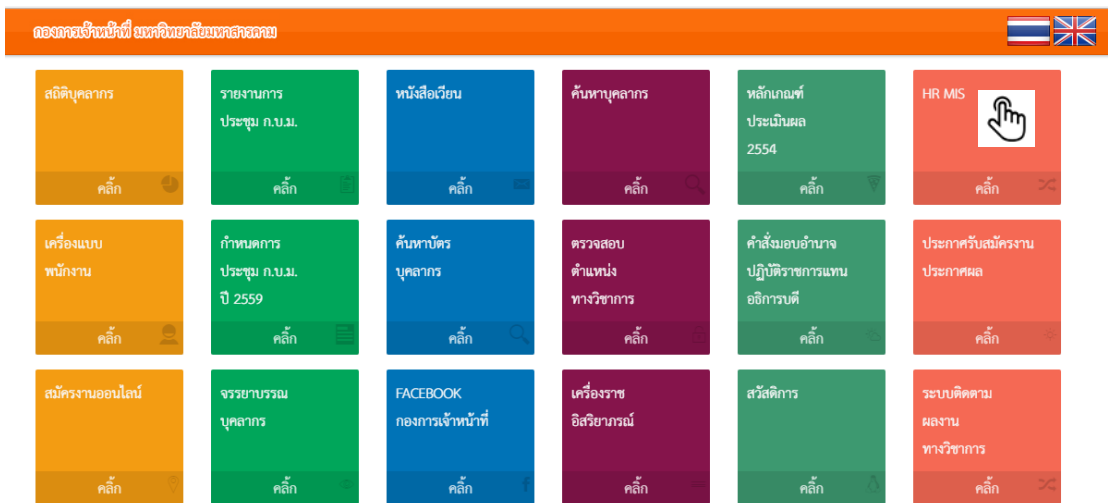 กองการเจ้าหน้าที่ มหาวิทยาลัยมหาสารคาม
สถิติบุคลากร
คลิ้ก
รายงานการ
ประชุม ก.บ.ม.
คลิ้ก
หนังสือเวียน
คลิ้ก
ค้นหาบุคลากร
คลิ้ก
หลักเกณฑ์
ประเมินผล
2554
คลิ้ก
HR MIS
คลิ้ก
เครื่องแบบ
พนักงาน
คลิ้ก
กำหนดการ
ประชุม ก.บ.ม.
ปี 2559
คลิ้ก
ค้นหาบัตร
บุคลากร
คลิ้ก
ตรวจสอบ
ตำแหน่ง
ทางวิชาการ
คลิ้ก
คำสั่งมอบอำนาจ
ปฏิบัติราชการแทน
อธิการบดี
คลิ้ก
ประกาศรับสมัครงาน
ประกาศผล
คลิ้ก
สมัครงานออนไลน์
คลิ้ก
จรรยาบรรณ
บุคลากร
คลิ้ก
FACEBOOK
กองการเจ้าหน้าที่
คลิ้ก
เครื่องราช
อิสริยาภรณ์
คลิ้ก
สวัสดิการ
คลิ้ก
ระบบติดตาม
ผลงาน
ทางวิชาการ
คลิ้ก